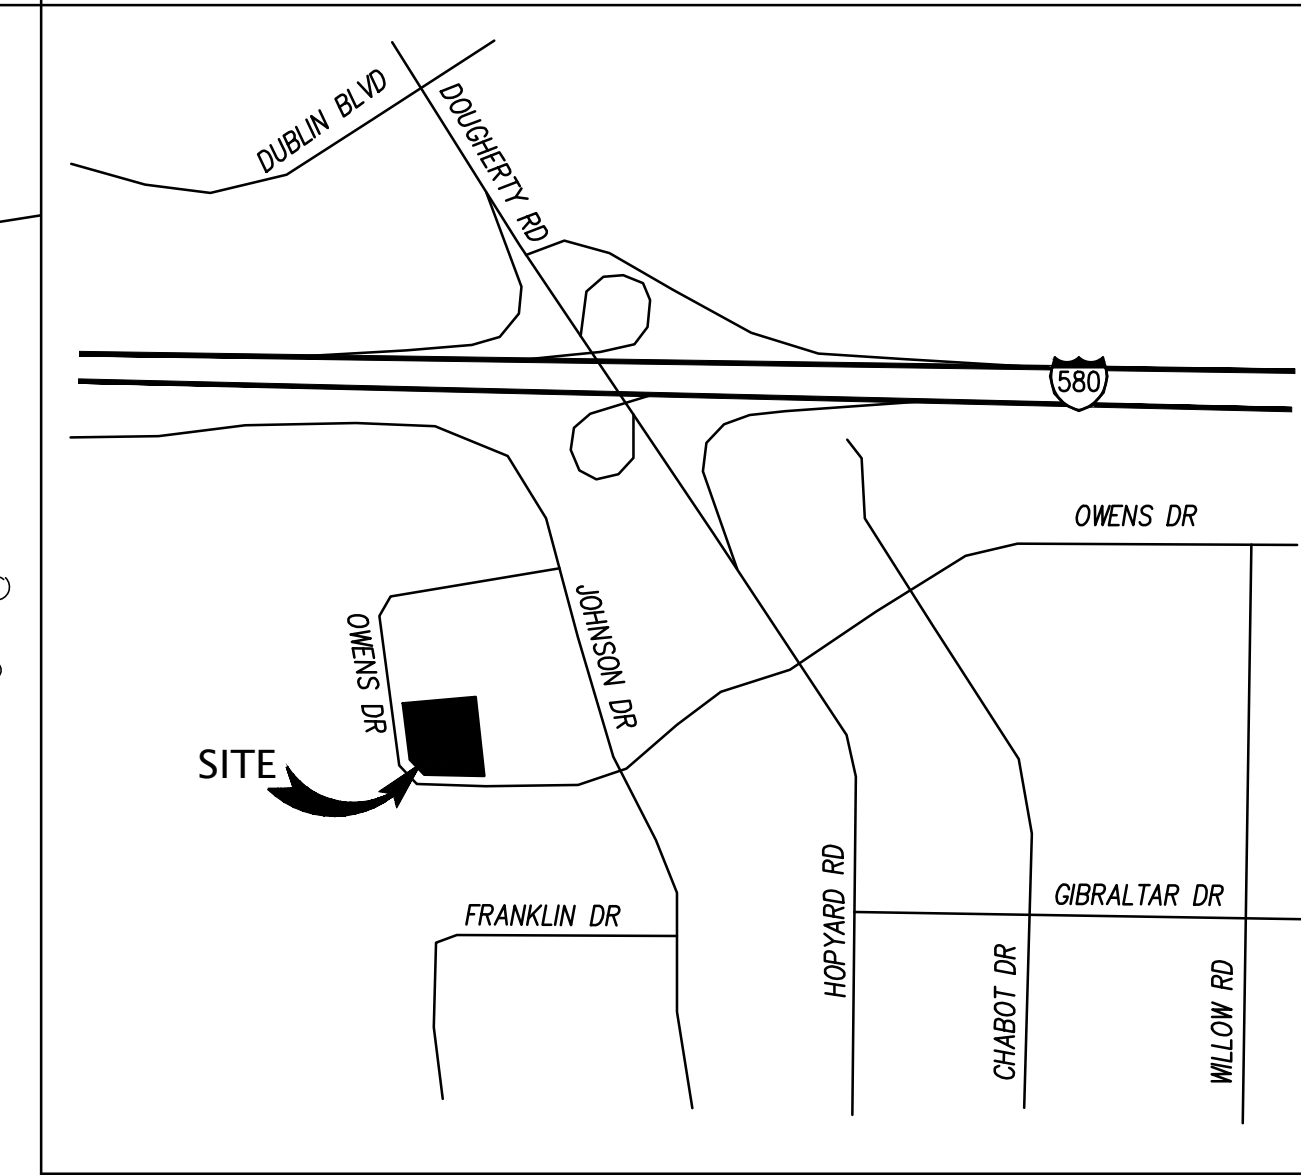 DUBLIN BLVD
DOUGHERTY RD
580
OWENS DR
JOHNSON DR
OWENS DR
SITE
FRANKLIN DR
HOPYARD RD
GIBRALTAR DR
CHABOT DR
WILLOW RD